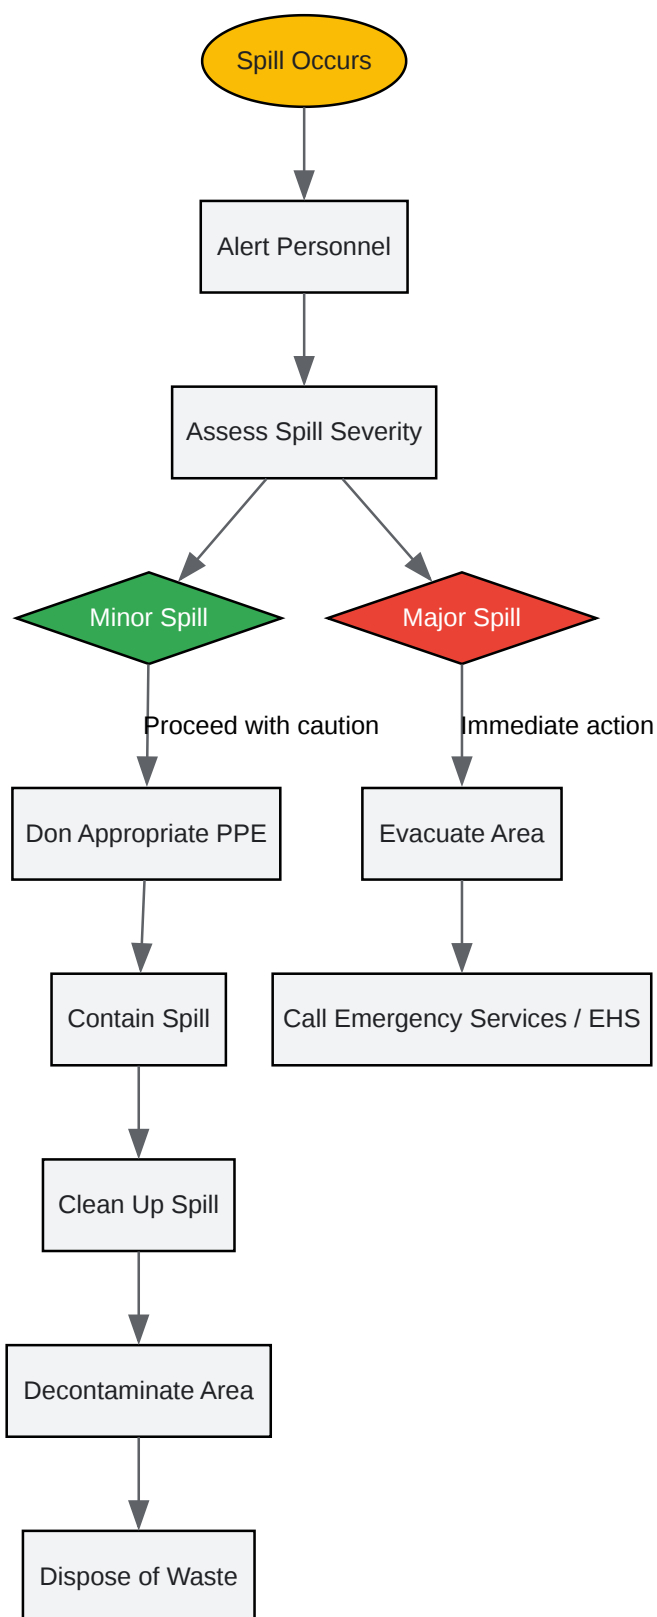 Spill Occurs
Alert Personnel
Assess Spill Severity
Minor Spill
Major Spill
Proceed with caution
Immediate action
Don Appropriate PPE
Evacuate Area
Contain Spill
Call Emergency Services / EHS
Clean Up Spill
Decontaminate Area
Dispose of Waste